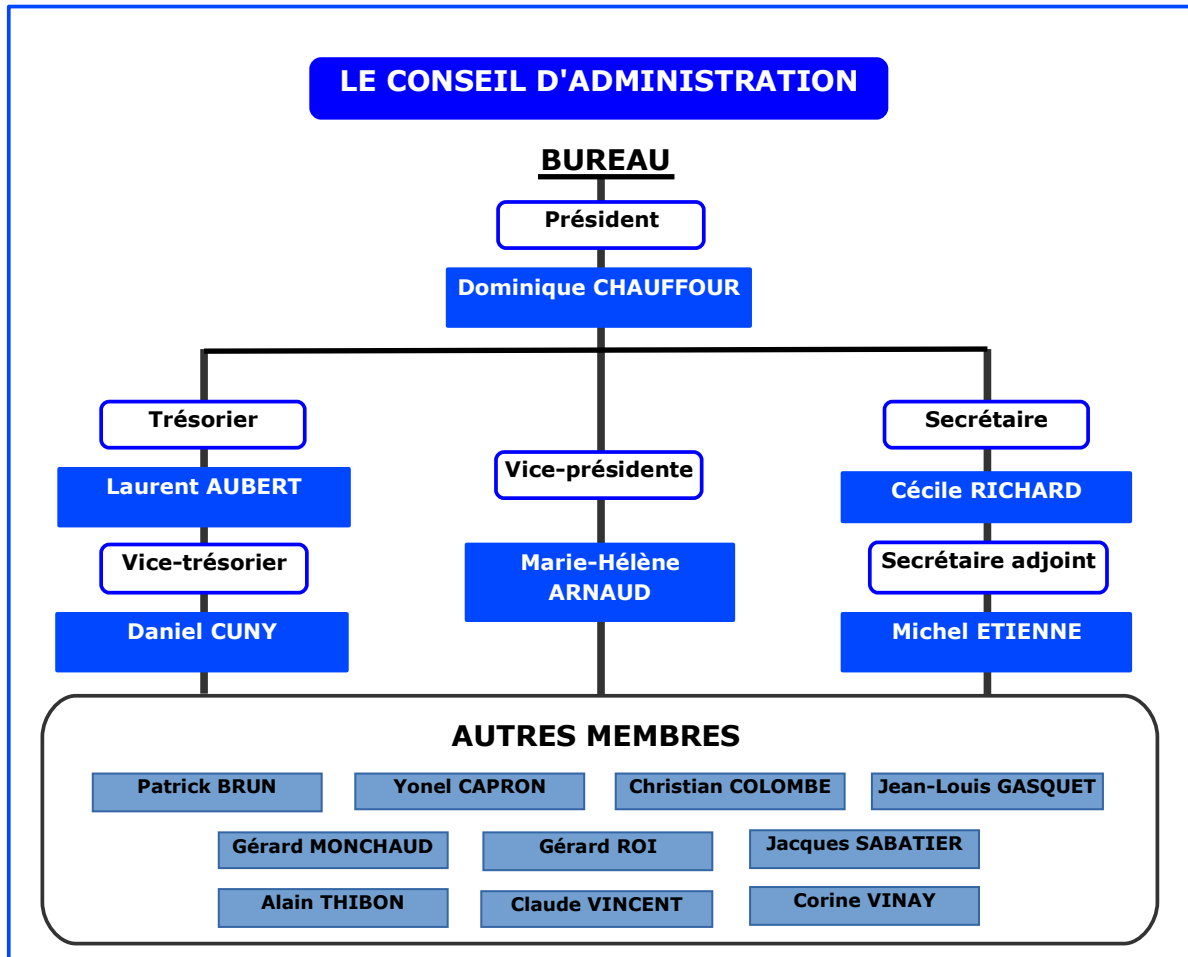 LE CONSEIL D'ADMINISTRATION
BUREAU
Président
Dominique CHAUFFOUR
Trésorier
Laurent AUBERT
Vice-trésorier
Daniel CUNY
Vice-présidente
Marie-Hélène
ARNAUD
Secrétaire
Cécile RICHARD
Secrétaire adjoint
Michel ETIENNE
AUTRES MEMBRES
Patrick BRUN
Yonel CAPRON
Christian COLOMBE
Jean-Louis GASQUET
Gérard MONCHAUD
Gérard ROI
Jacques SABATIER
Alain THIBON
Claude VINCENT
Corine VINAY